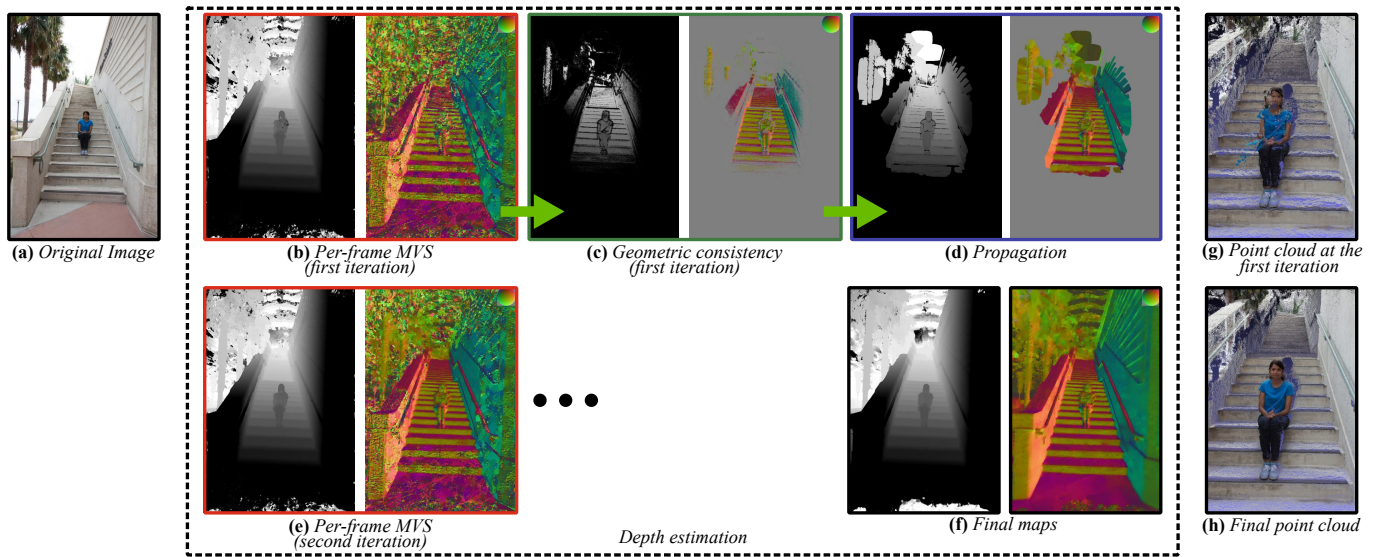 (a) Original Image
(b) Per-frame MVS
(first iteration)
(c) Geometric consistency
(first iteration)
(d) Propagation
(g) Point cloud at the
first iteration
(e) Per-frame MVS
(second iteration)
Depth estimation
(f) Final maps
(h) Final point cloud